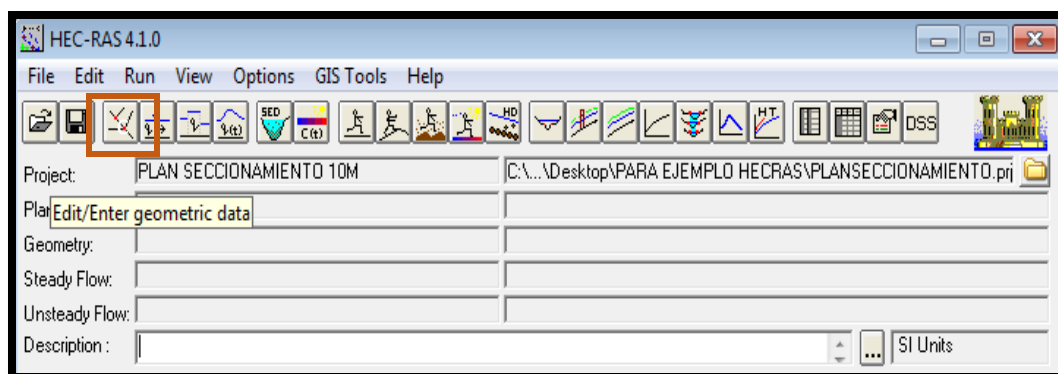 HEC-RAS 4.1.0
File Edit Run View Options GIS Tools Help
SED C(t) HD HT DSS
Project: PLAN SECCIONAMIENTO 10M C:\...\Desktop\PARA EJEMPLO HECRAS\PLANSECCIONAMIENTO.prj
Edit/Enter geometric data
Geometry:
Steady Flow:
Unsteady Flow:
Description : ... SI Units